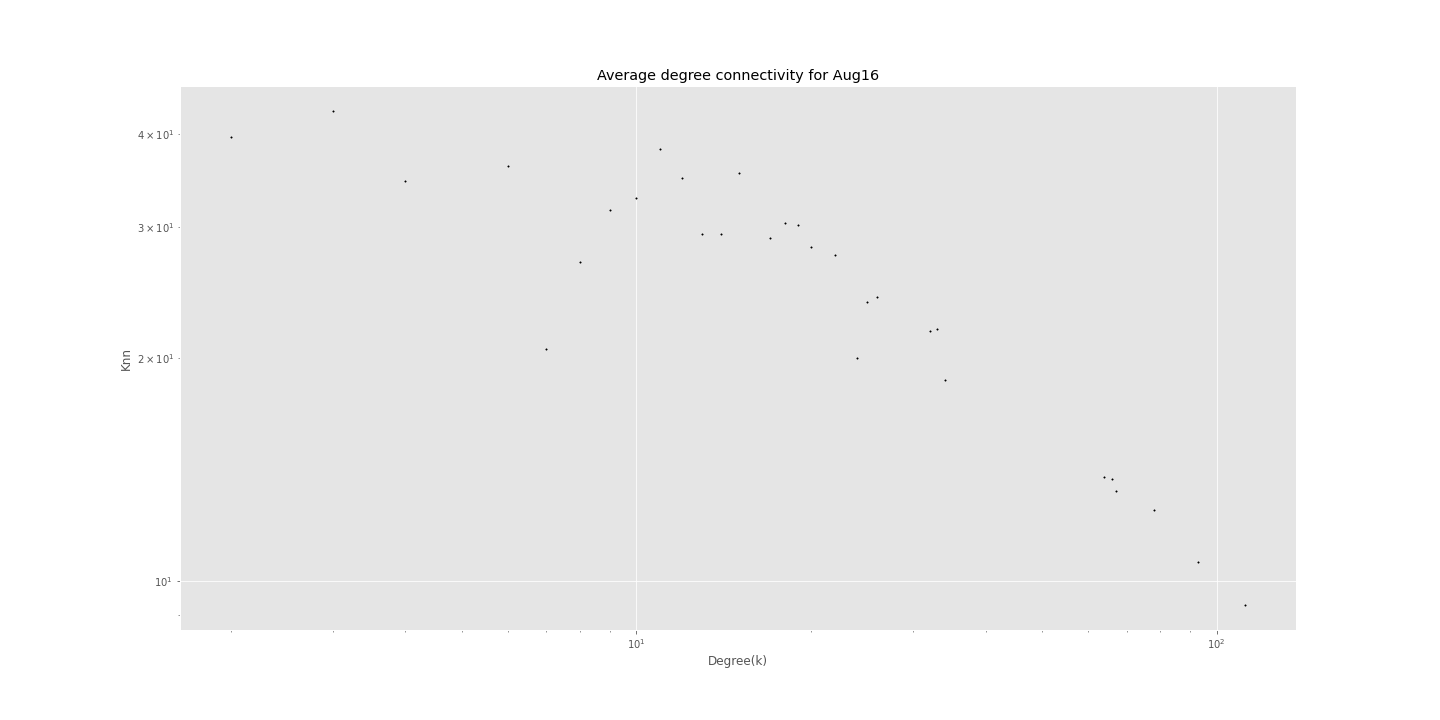 Average degree connectivity for Aug16
4 × 10¹
3 × 10¹
2 × 10¹
10¹
Knn
10¹ 10²
Degree(k)